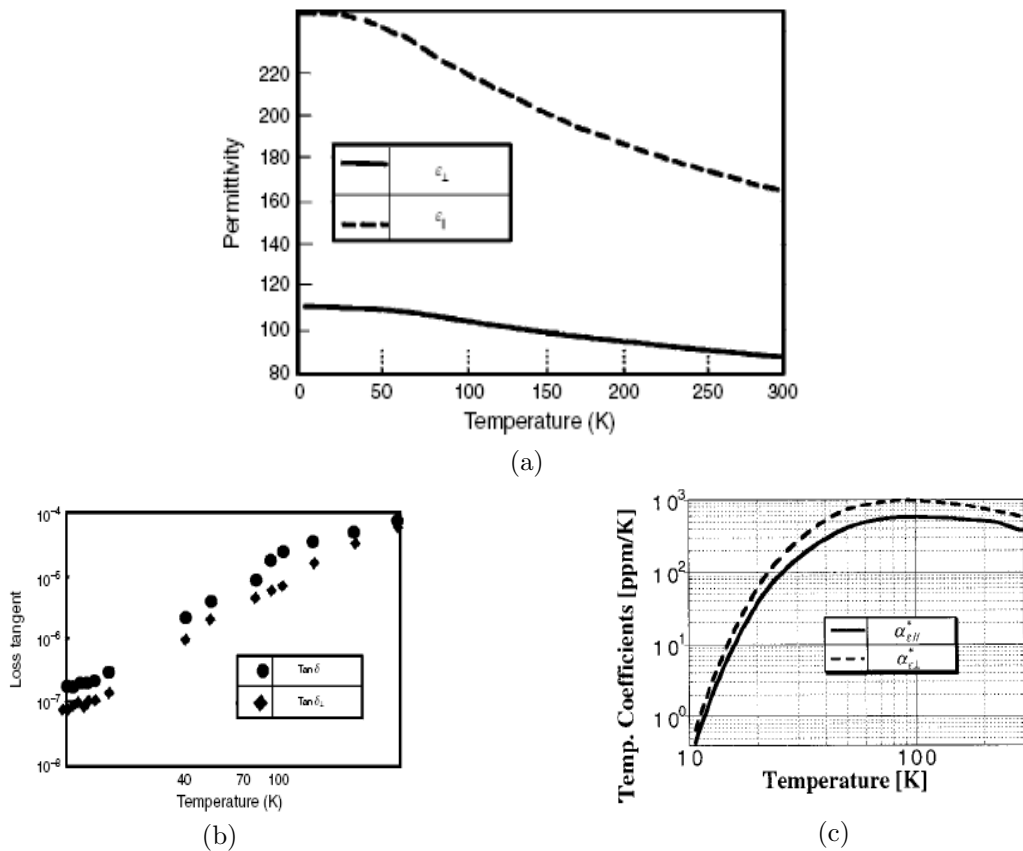 220
200
180
160
140
120
100
80
Permittivity
ε⊥
ε∥
0 50 100 150 200 250 300
Temperature (K)
(a)
10⁻⁴
10⁻⁵
10⁻⁶
10⁻⁷
10⁻⁸
Loss tangent
Tan δ
Tan δ⊥
40 70 100
Temperature (K)
(b)
10³
10²
10¹
10⁰
Temp. Coefficients [ppm/K]
α*ε//
α*ε⊥
10 100
Temperature [K]
(c)